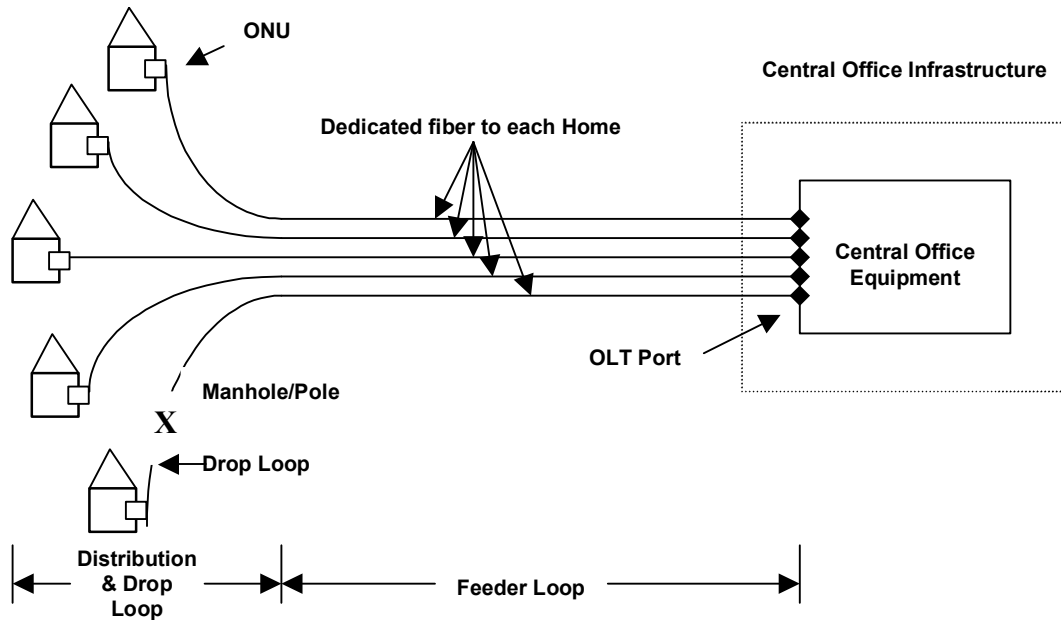 ONU
Central Office Infrastructure
Dedicated fiber to each Home
Central Office
Equipment
OLT Port
Manhole/Pole
X
Drop Loop
Distribution
& Drop
Loop
Feeder Loop